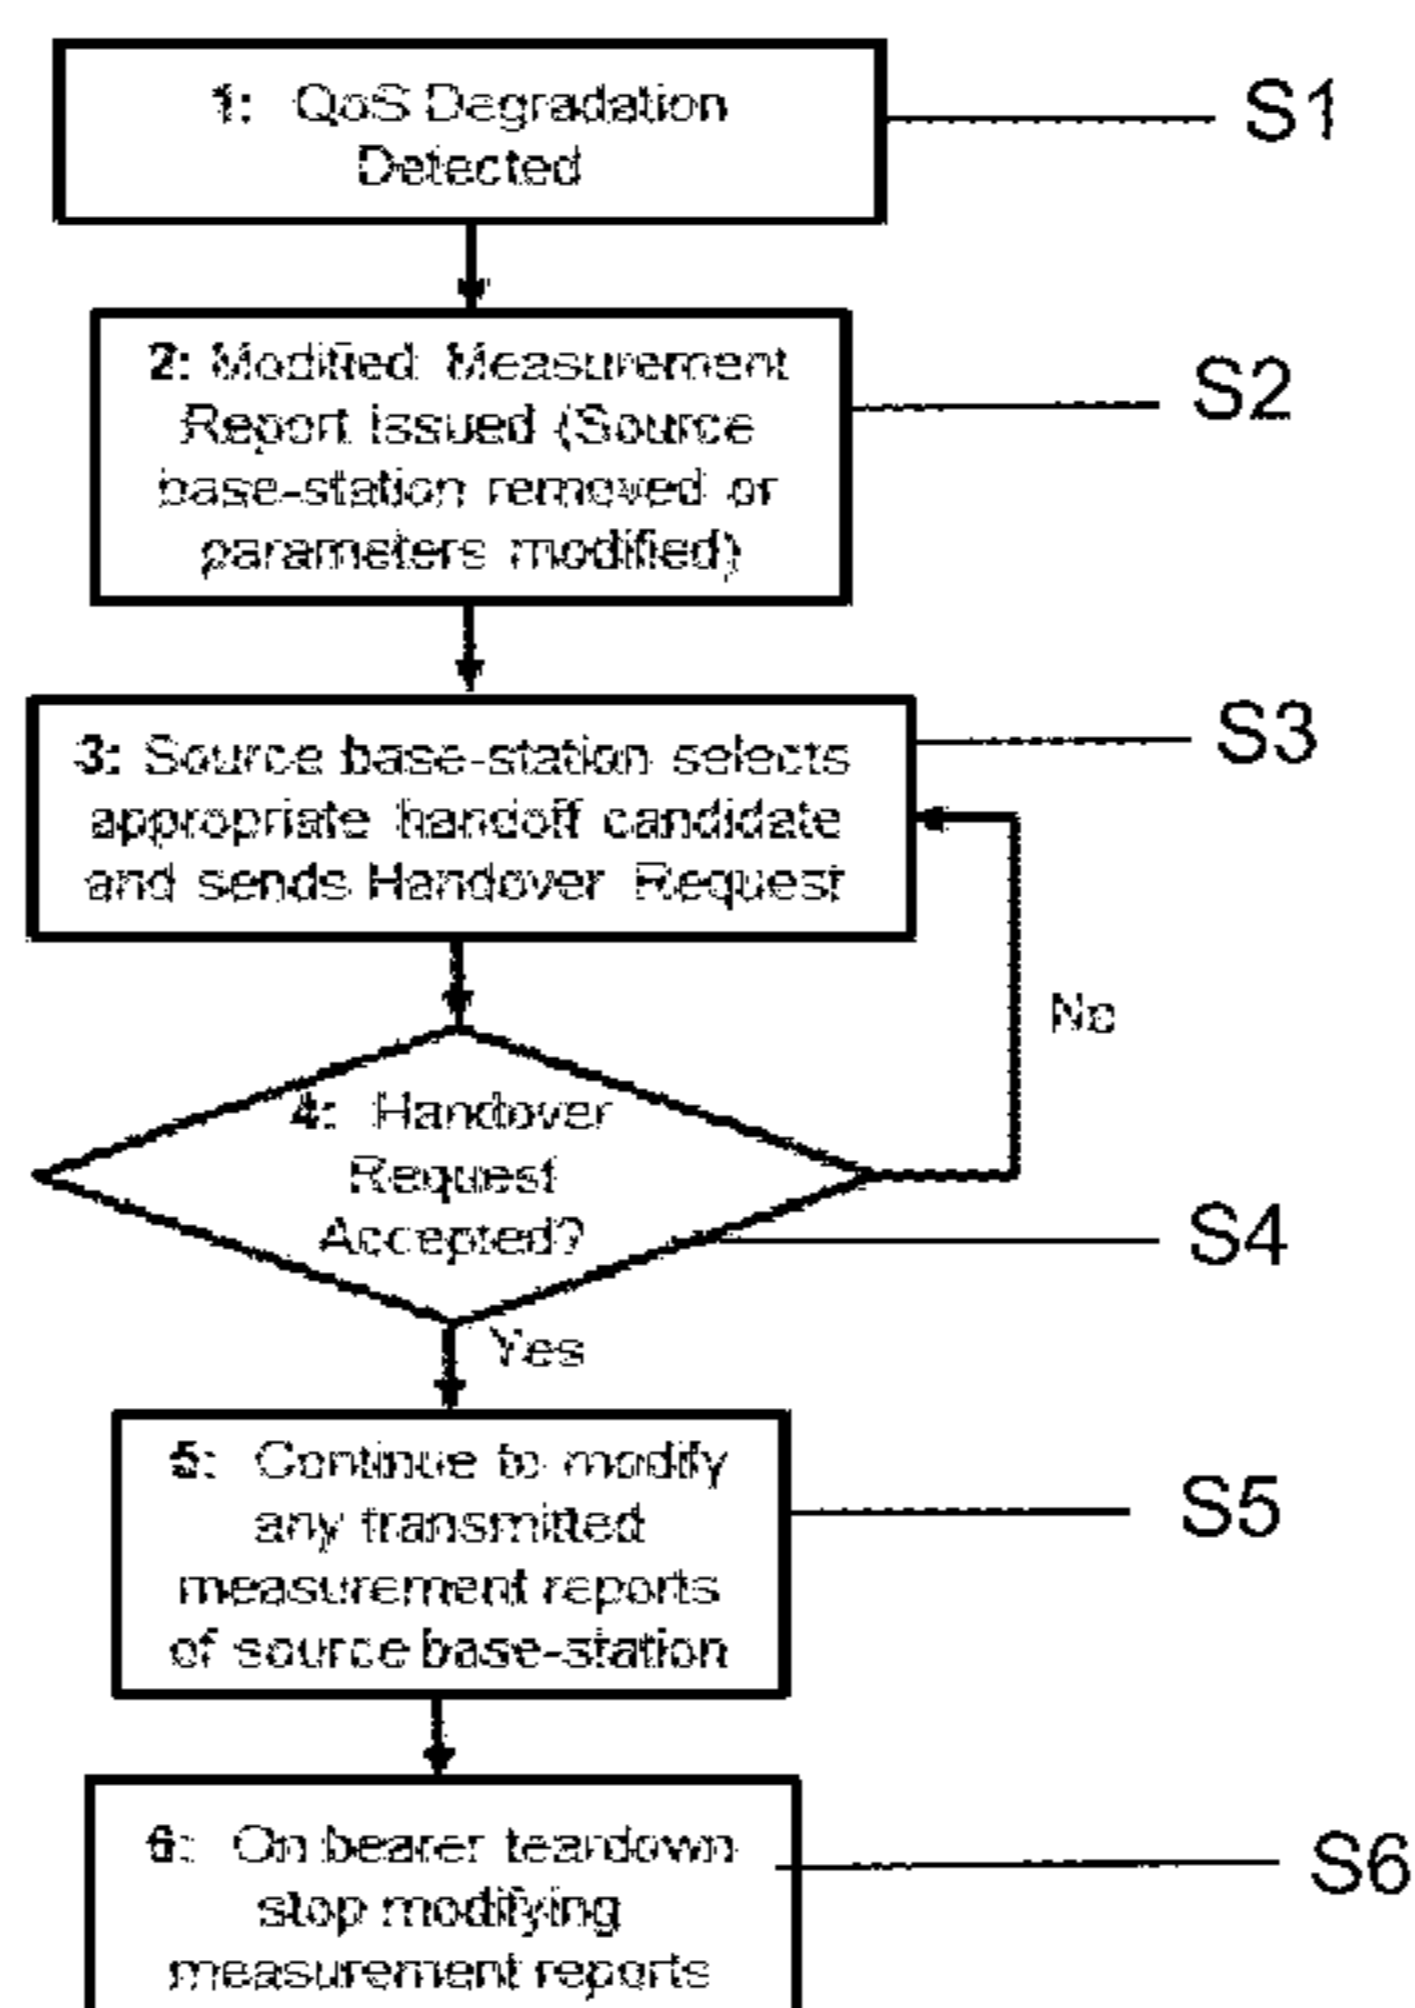 1: QoS Degradation
Detected
S1
2: Modified Measurement
Report issued (Source
base-station removed or
parameters modified)
S2
3: Source base-station selects
appropriate handoff candidate
and sends Handover Request
S3
No
4: Handover
Request
Accepted?
S4
Yes
5: Continue to modify
any transmitted
measurement reports
of source base-station
S5
6: On bearer teardown
stop modifying
measurement reports
S6